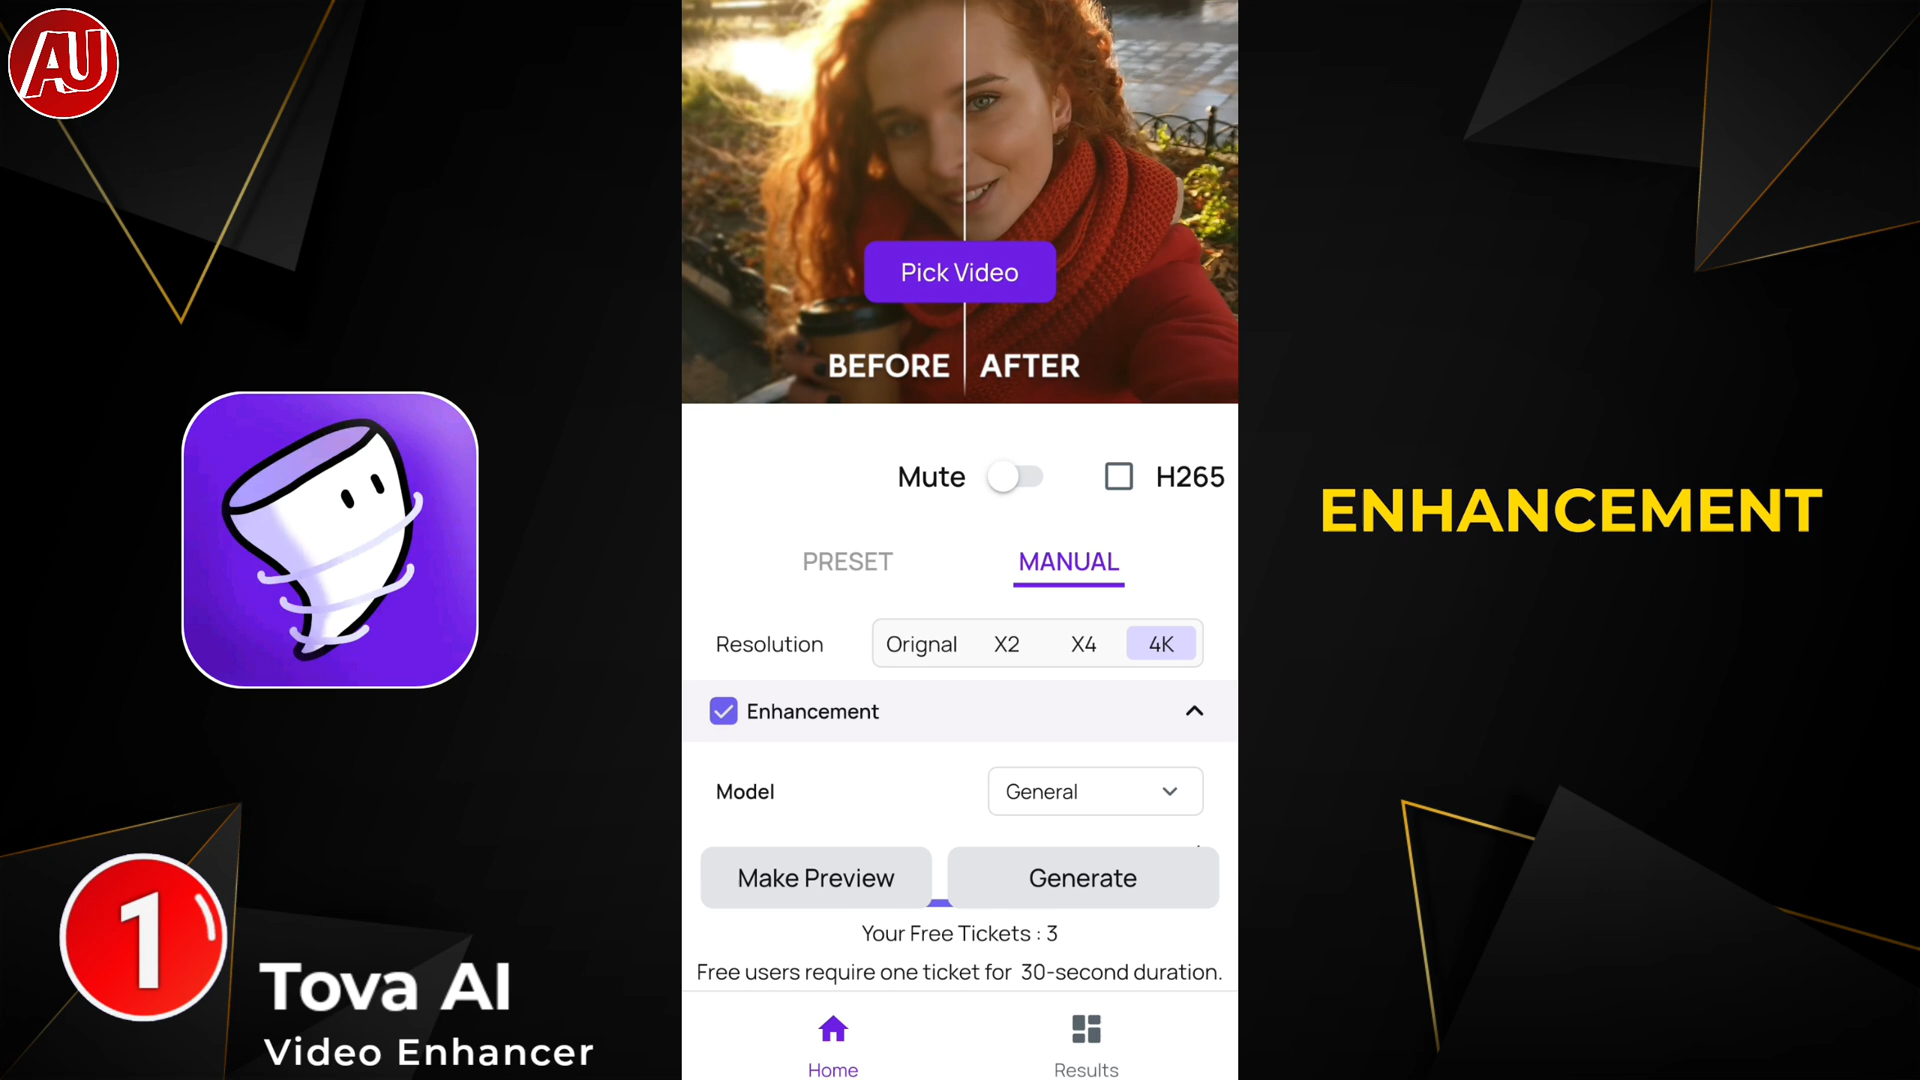 AU
Pick Video
BEFORE AFTER
Mute H265
PRESET MANUAL
Resolution Orignal X2 X4 4K
Enhancement
Model General
Make Preview Generate
Your Free Tickets : 3
Free users require one ticket for 30-second duration.
Home Results
1
Tova AI
Video Enhancer
ENHANCEMENT